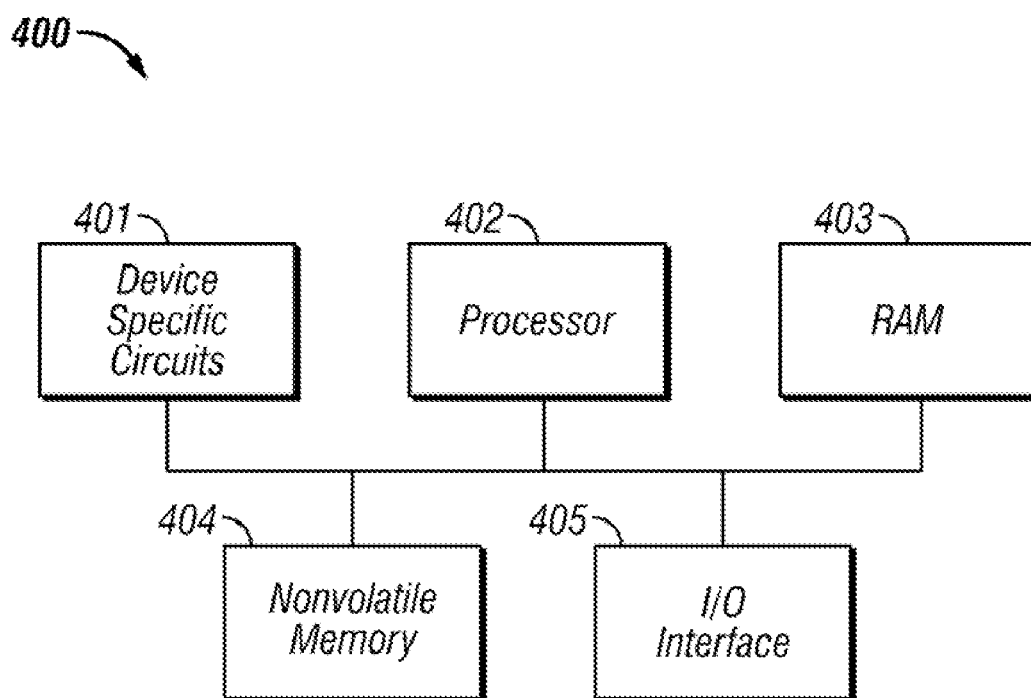 400
401
Device
Specific
Circuits
402
Processor
403
RAM
404
Nonvolatile
Memory
405
I/O
Interface